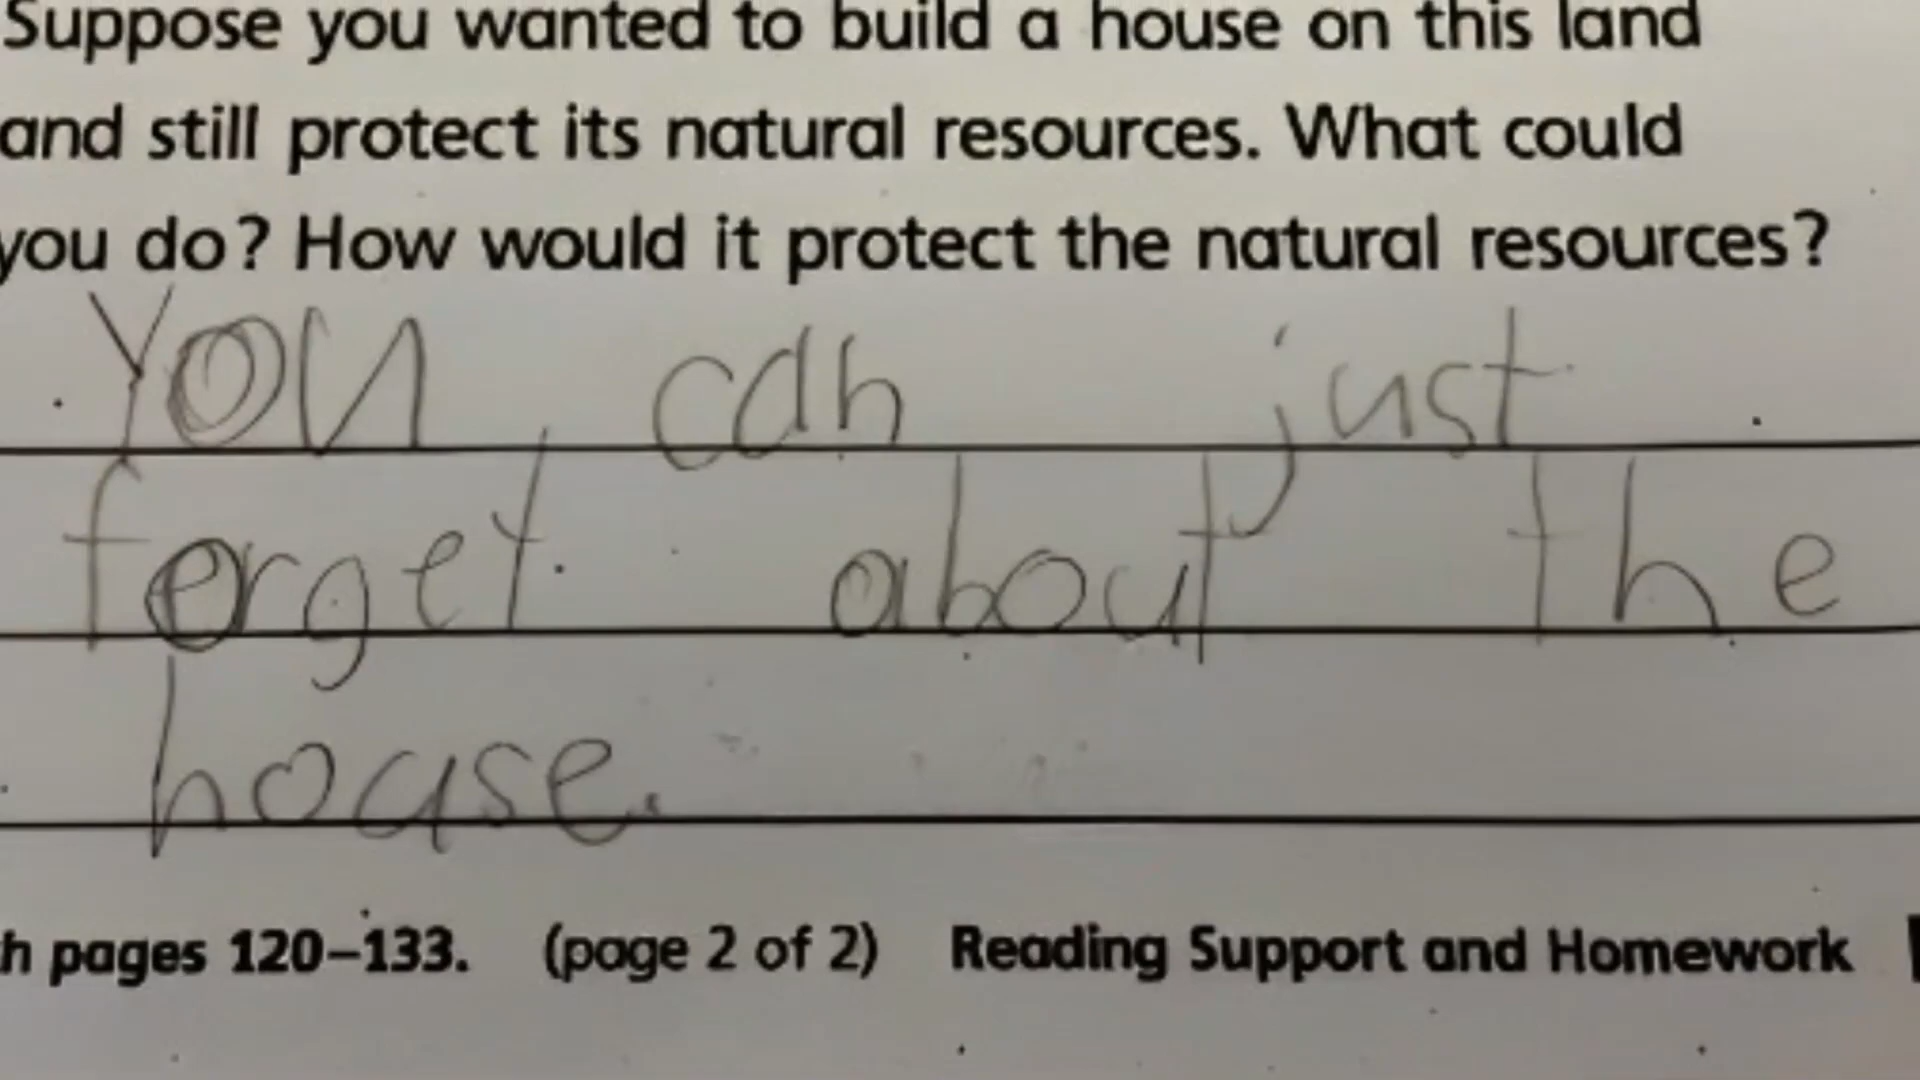 Suppose you wanted to build a house on this land
and still protect its natural resources. What could
you do? How would it protect the natural resources?
You can just
forget about the
house.
h pages 120–133. (page 2 of 2) Reading Support and Homework